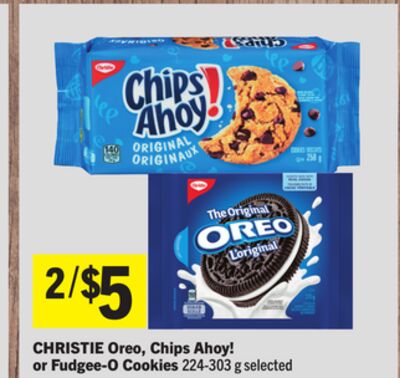 CHRISTIE
Chips
Ahoy!
ORIGINAL
ORIGINAUX
140
CHRISTIE
The Original
OREO
L'original
2/$5
CHRISTIE Oreo, Chips Ahoy!
or Fudgee-O Cookies 224-303 g selected